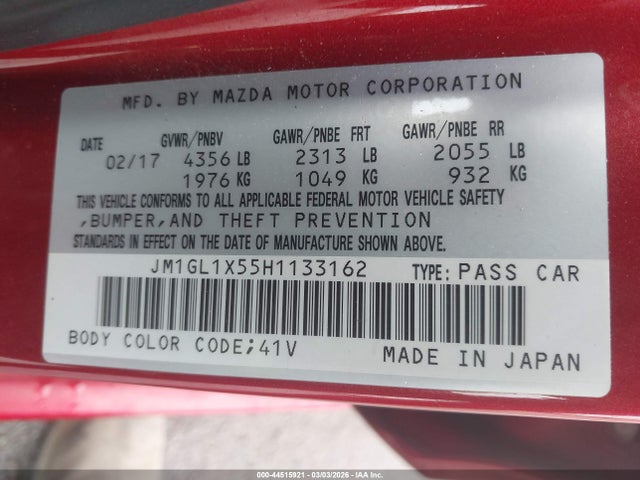 MFD. BY MAZDA MOTOR CORPORATION
DATE GVWR/PNBV GAWR/PNBE FRT GAWR/PNBE RR
02/17 4356 LB 2313 LB 2055 LB
1976 KG 1049 KG 932 KG
THIS VEHICLE CONFORMS TO ALL APPLICABLE FEDERAL MOTOR VEHICLE SAFETY
,BUMPER,AND THEFT PREVENTION
STANDARDS IN EFFECT ON THE DATE OF MANUFACTURE SHOWN ABOVE.
JM1GL1X55H1133162 TYPE: PASS CAR
BODY COLOR CODE;41V MADE IN JAPAN
000-44515921 - 03/03/2026 - IAA Inc.